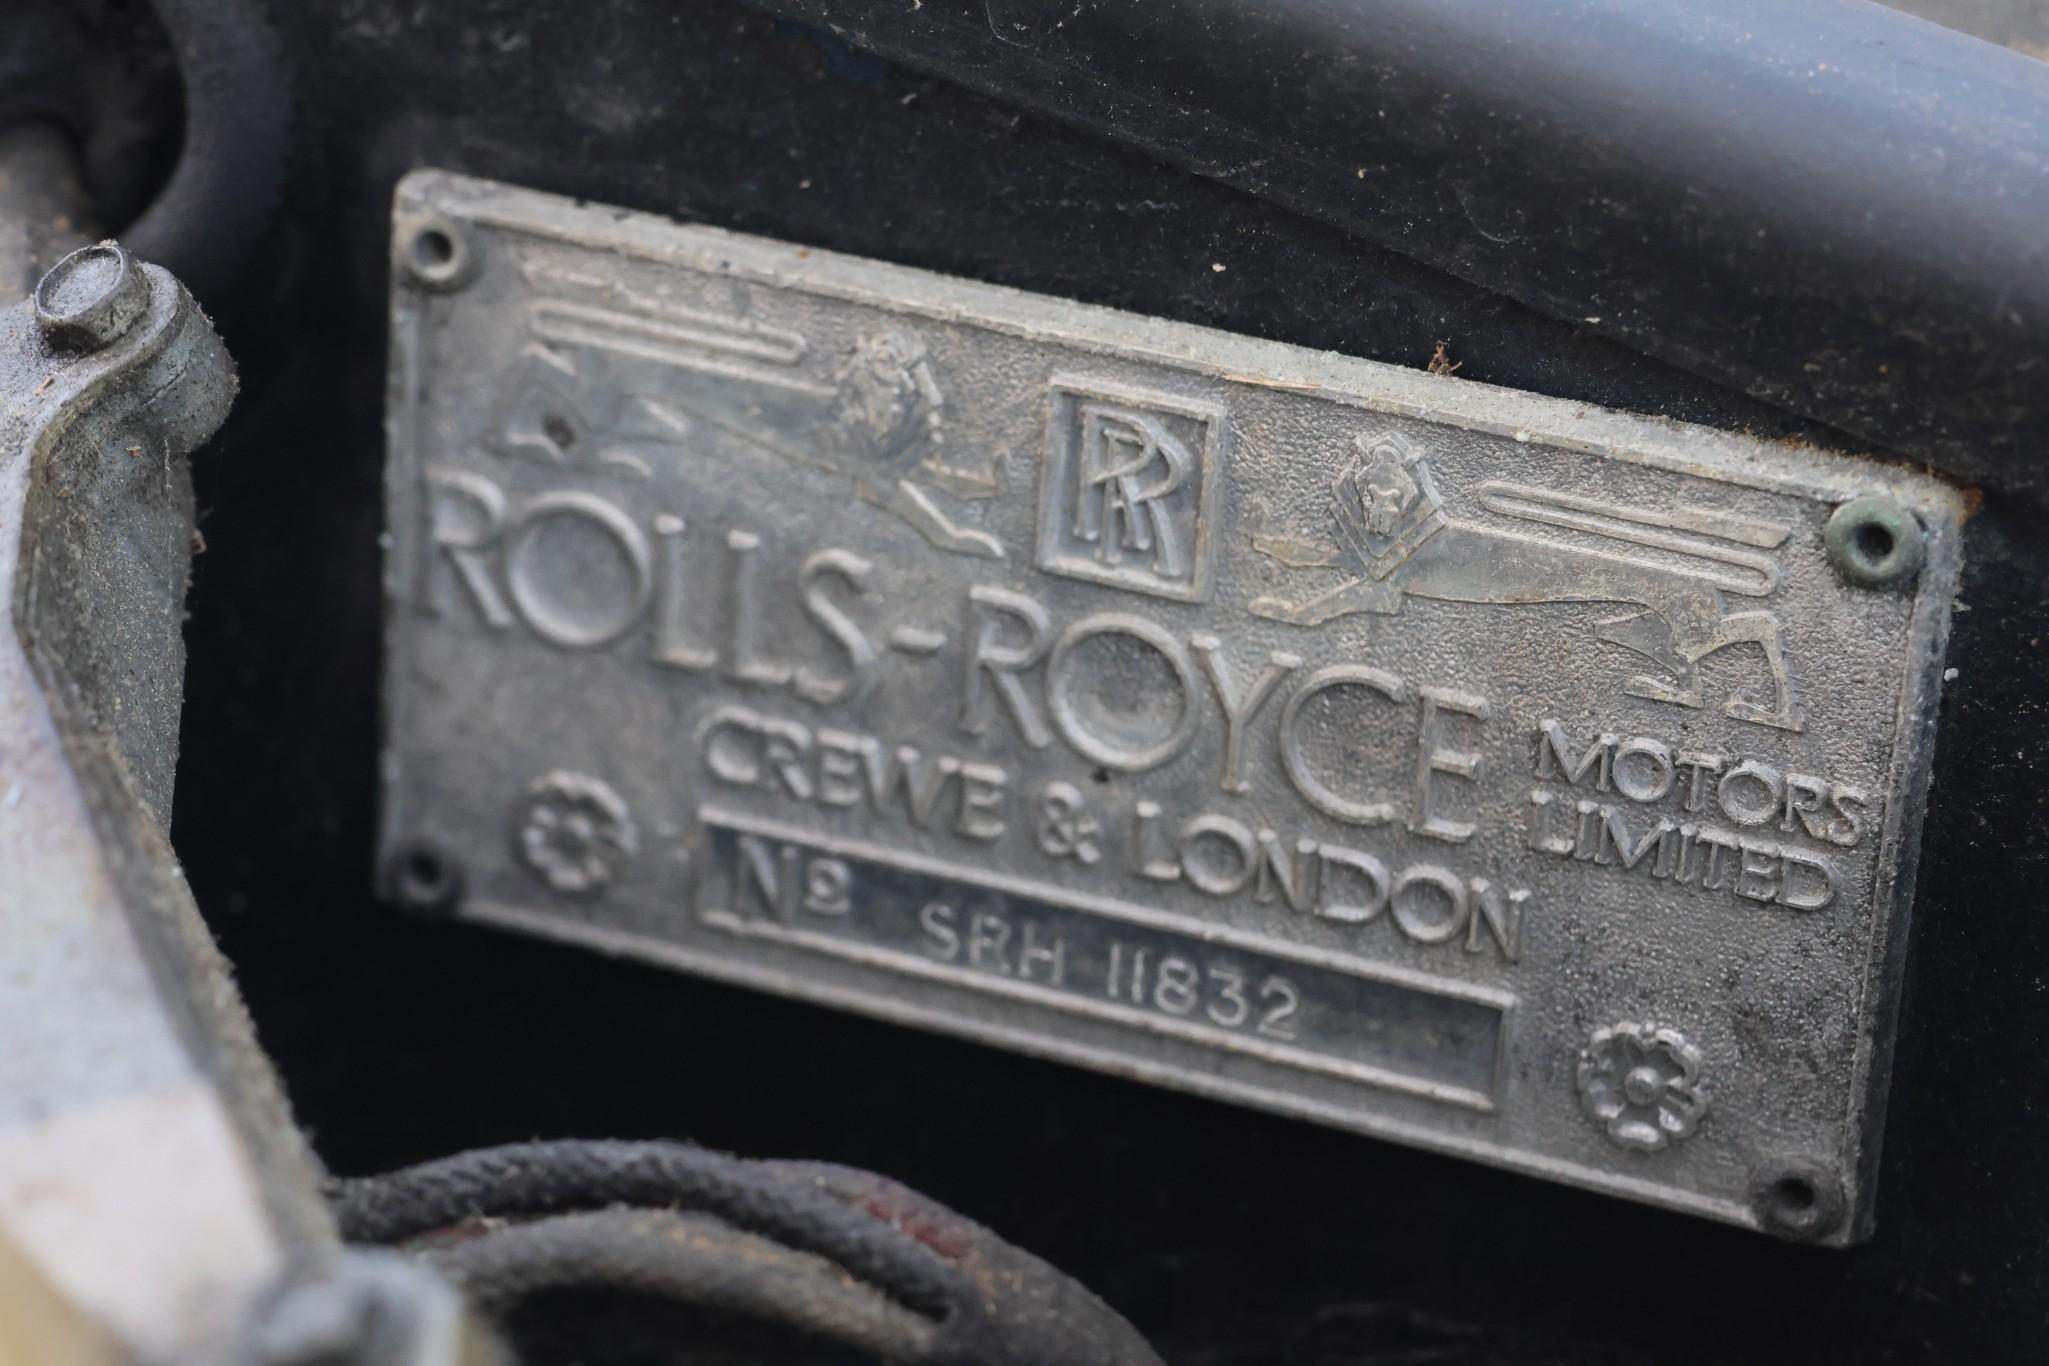 RR
ROLLS-ROYCE MOTORS LIMITED
CREWE & LONDON
Nº SRH 11832